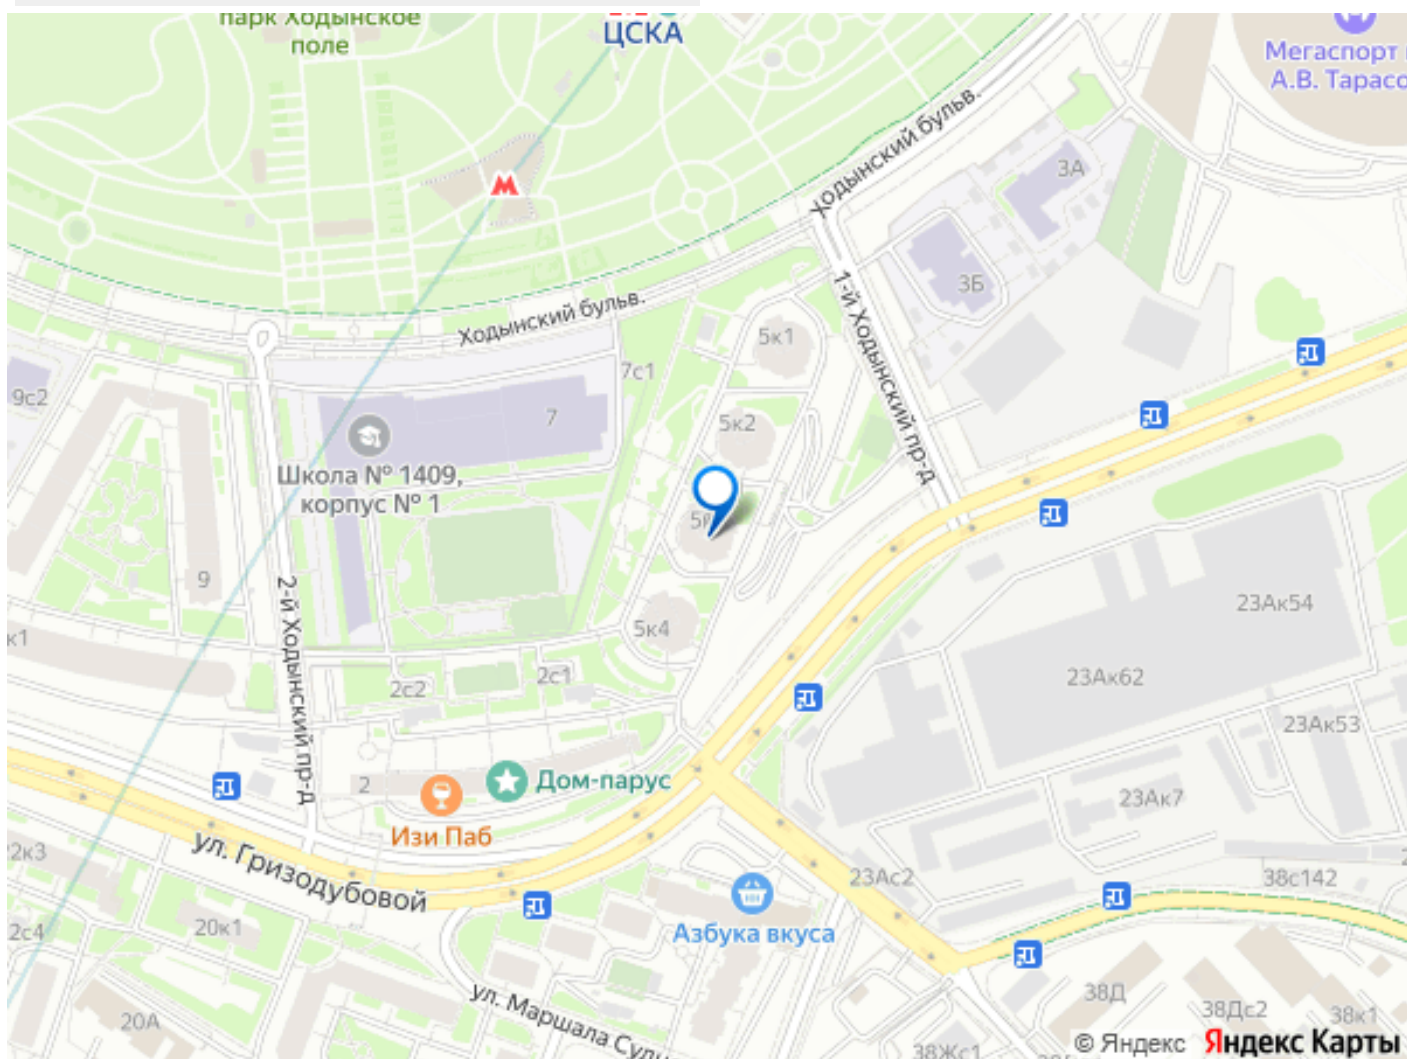 парк Ходынское
поле
ЦСКА
Мегаспорт
А.В. Тарасо
Ходынский бульв.
3А
3Б
1-й Ходынский пр-д
Ходынский бульв.
5к1
7с1
9с2
7
5к2
Школа № 1409,
корпус № 1
9
2-й Ходынский пр-д
23Ак54
к1
5к4
2с2
2с1
23Ак62
23Ак53
2
Дом-парус
Изи Паб
23Ак7
ул. Гризодубовой
2к3
23Ас2
38с142
20к1
2с4
Азбука вкуса
ул. Маршала Судн
20А
38Д
38Дс2
38к1
38Жс1
© Яндекс
Яндекс Карты